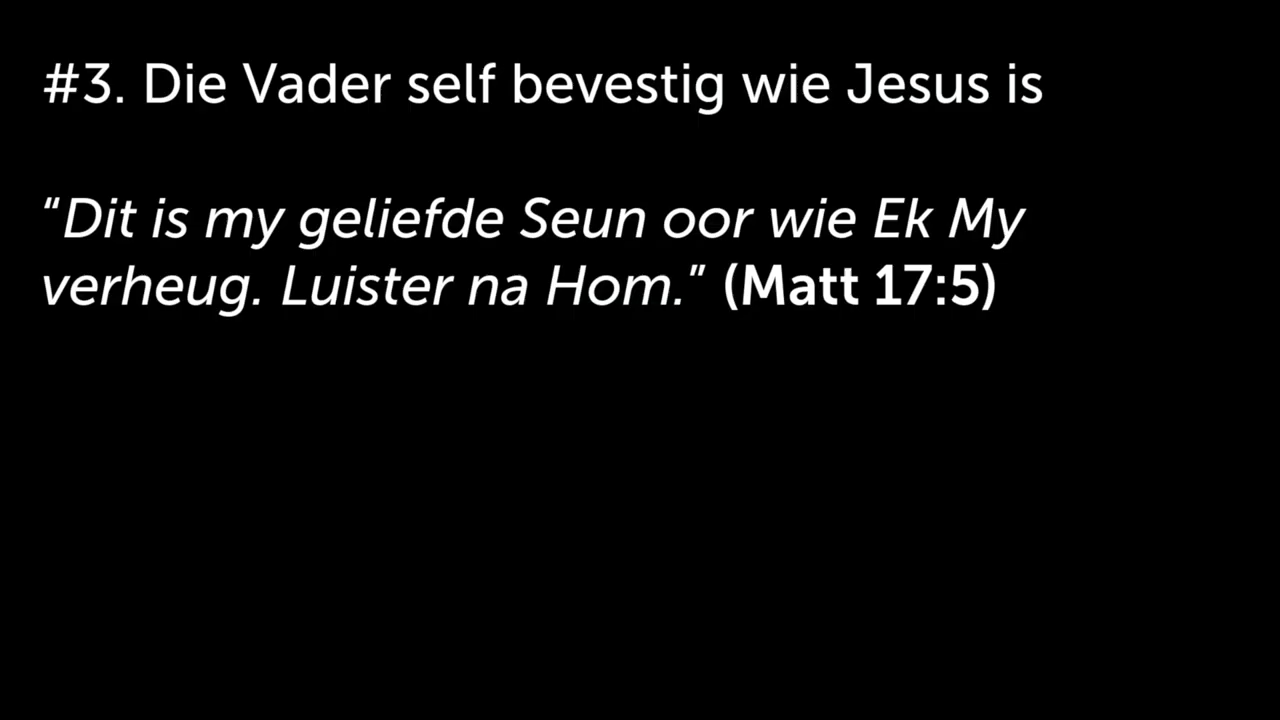 #3. Die Vader self bevestig wie Jesus is
“Dit is my geliefde Seun oor wie Ek My
verheug. Luister na Hom.” (Matt 17:5)